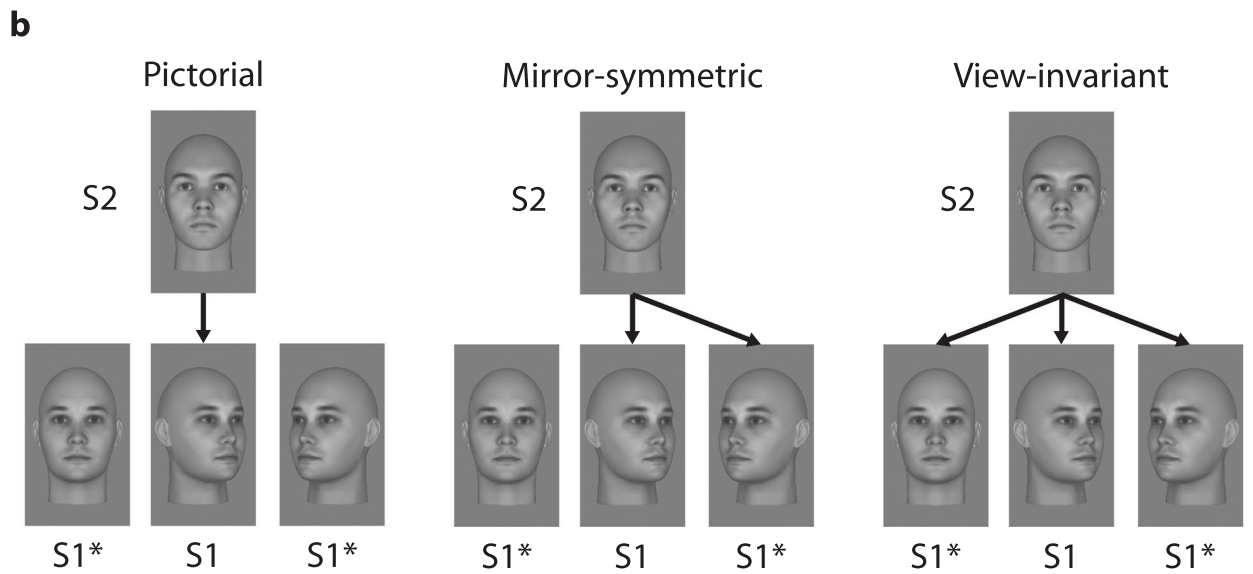 b
Pictorial Mirror-symmetric View-invariant
S2 S2 S2
S1* S1 S1* S1* S1 S1* S1* S1 S1*